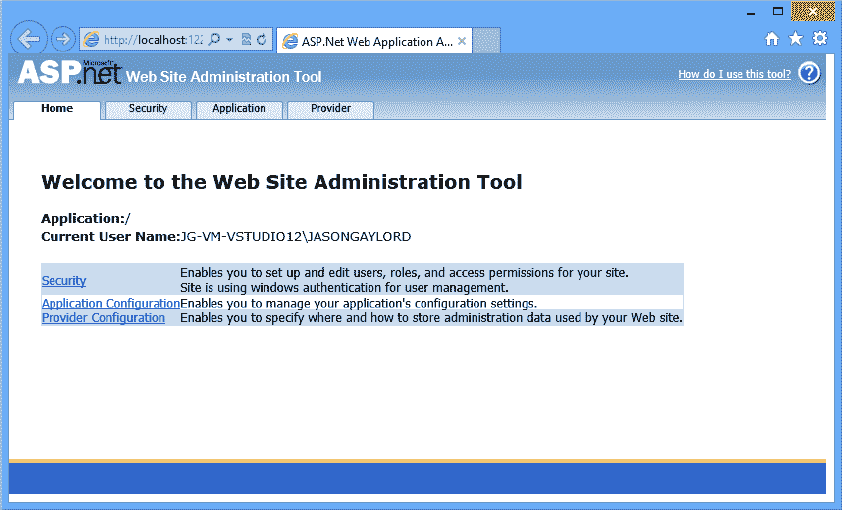 http://localhost:122
ASP.Net Web Application A...
Microsoft
ASP.net Web Site Administration Tool
How do I use this tool? ?
Home Security Application Provider
Welcome to the Web Site Administration Tool
Application:/
Current User Name:JG-VM-VSTUDIO12\JASONGAYLORD
Security
Enables you to set up and edit users, roles, and access permissions for your site.
Site is using windows authentication for user management.
Application Configuration Enables you to manage your application's configuration settings.
Provider Configuration Enables you to specify where and how to store administration data used by your Web site.